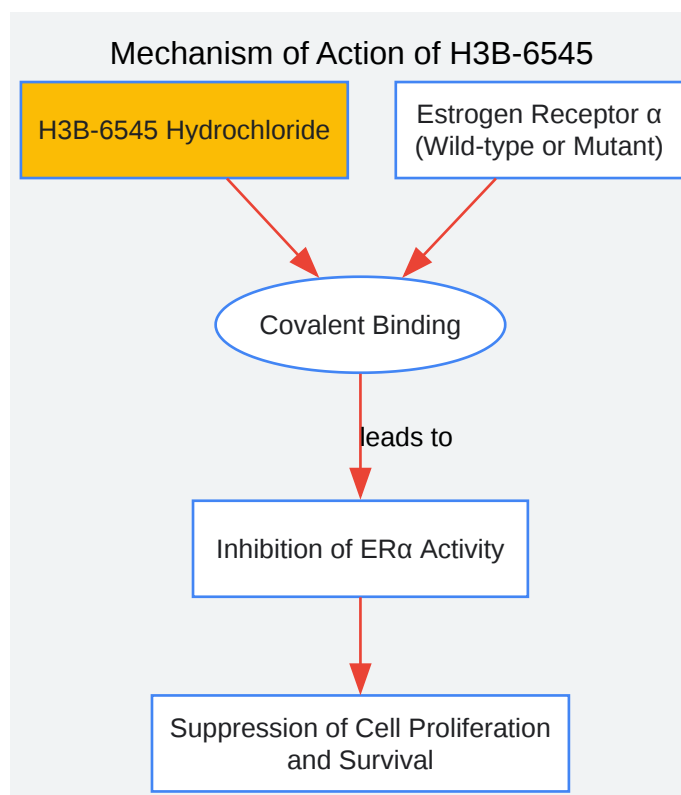 Mechanism of Action of H3B-6545
H3B-6545 Hydrochloride
Estrogen Receptor α
(Wild-type or Mutant)
Covalent Binding
leads to
Inhibition of ERα Activity
Suppression of Cell Proliferation
and Survival